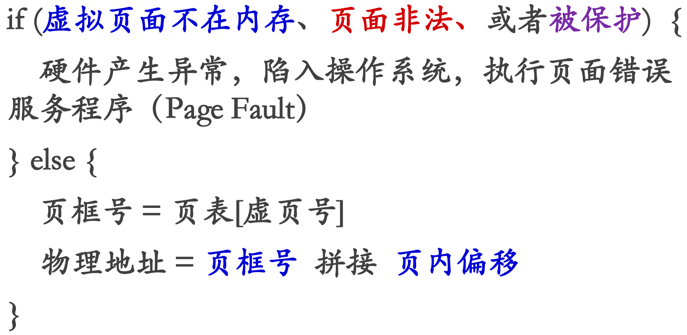 if (虚拟页面不在内存、页面非法、或者被保护) {
硬件产生异常，陷入操作系统，执行页面错误
服务程序（Page Fault）
} else {
页框号 = 页表[虚页号]
物理地址 = 页框号 拼接 页内偏移
}